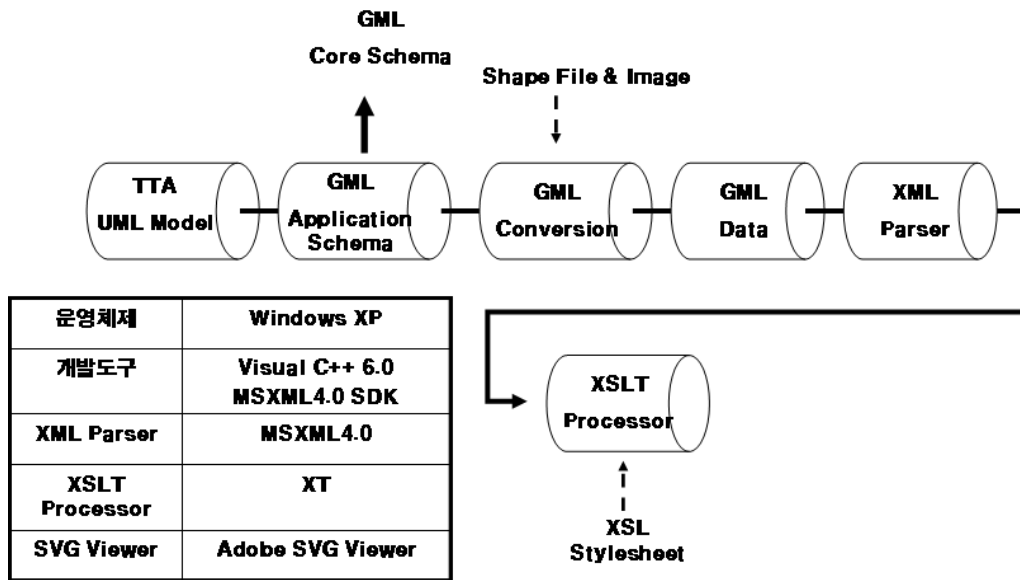 GML
Core Schema
Shape File & Image
TTA
UML Model
GML
Application
Schema
GML
Conversion
GML
Data
XML
Parser
운영체제 Windows XP
개발도구 Visual C++ 6.0
MSXML4.0 SDK
XML Parser MSXML4.0
XSLT
Processor XT
SVG Viewer Adobe SVG Viewer
XSLT
Processor
XSL
Stylesheet